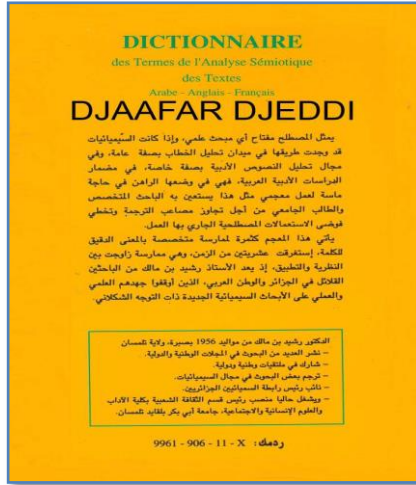 DICTIONNAIRE
des Termes de l'Analyse Sémiotique
des Textes
Arabe - Anglais - Français
DJAAFAR DJEDDI
يمثل المصطلح مفتاح أي مبحث علمي، وإذا كانت السّيميائيات
قد وجدت طريقها في ميدان تحليل الخطاب بصفة عامة، وفي
مجال تحليل النصوص الأدبية بصفة خاصة، في مضمار
الدراسات الأدبية العربية، فهي في وضعها الراهن في حاجة
ماسة لعمل معجمي مثل هذا يستعين به الباحث المتخصص
والطالب الجامعي من أجل تجاوز مصاعب الترجمة وتخطي
فوضى الاستعمالات المصطلحية الجاري بها العمل.
يأتي هذا المعجم كثمرة لممارسة متخصصة بالمعنى الدقيق
للكلمة، إستغرقت عشريتين من الزمن، وهي ممارسة زاوجت بين
النظرية والتطبيق، إذ يعد الأستاذ رشيد بن مالك من الباحثين
القلائل في الجزائر والوطن العربي، الذين أوقفوا جهدهم العلمي
والعملي على الأبحاث السيميائية الجديدة ذات التوجه الشكلاني.
الدكتور رشيد بن مالك من مواليد 1956 بصبرة، ولاية تلمسان
– نشر العديد من البحوث في المجلات الوطنية والدولية.
– شارك في ملتقيات وطنية ودولية.
– ترجم بعض البحوث في مجال السيميائيات.
– نائب رئيس رابطة السميائيين الجزائريين.
– ويشغل حاليا منصب رئيس قسم الثقافة الشعبية بكلية الآداب
والعلوم الإنسانية والاجتماعية، جامعة أبي بكر بلقايد تلمسان.
ردمك: X - 11 - 906 - 9961